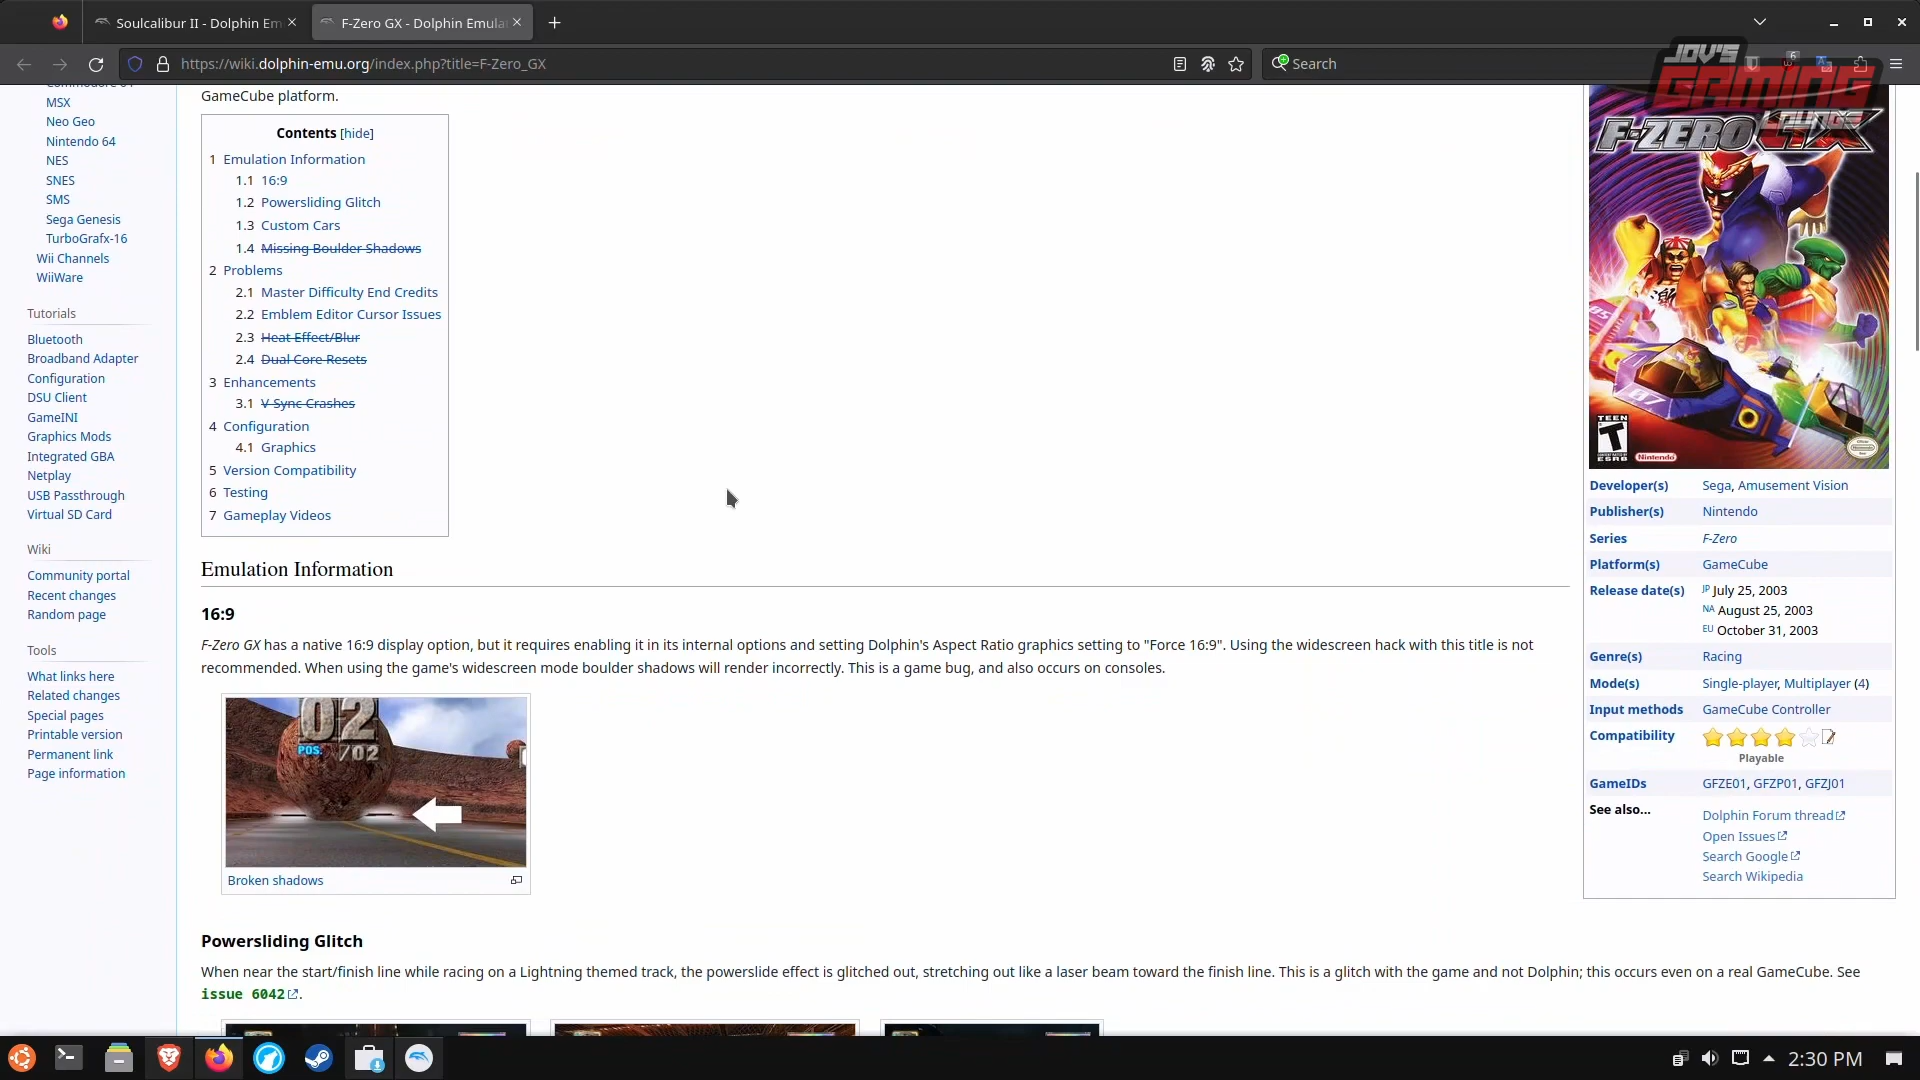 Soulcalibur II - Dolphin Em
F-Zero GX - Dolphin Emula
https://wiki.dolphin-emu.org/index.php?title=F-Zero_GX
Search
6
JOV'S
GAMING
LOUNGE
MSX
Neo Geo
Nintendo 64
NES
SNES
SMS
Sega Genesis
TurboGrafx-16
Wii Channels
WiiWare
Tutorials
Bluetooth
Broadband Adapter
Configuration
DSU Client
GameINI
Graphics Mods
Integrated GBA
Netplay
USB Passthrough
Virtual SD Card
Wiki
Community portal
Recent changes
Random page
Tools
What links here
Related changes
Special pages
Printable version
Permanent link
Page information
GameCube platform.
Contents [hide]
1 Emulation Information
1.1 16:9
1.2 Powersliding Glitch
1.3 Custom Cars
1.4 Missing Boulder Shadows
2 Problems
2.1 Master Difficulty End Credits
2.2 Emblem Editor Cursor Issues
2.3 Heat Effect/Blur
2.4 Dual Core Resets
3 Enhancements
3.1 V-Sync Crashes
4 Configuration
4.1 Graphics
5 Version Compatibility
6 Testing
7 Gameplay Videos
Emulation Information
16:9
F-Zero GX has a native 16:9 display option, but it requires enabling it in its internal options and setting Dolphin's Aspect Ratio graphics setting to "Force 16:9". Using the widescreen hack with this title is not
recommended. When using the game's widescreen mode boulder shadows will render incorrectly. This is a game bug, and also occurs on consoles.
02
POS. /02
Broken shadows
Powersliding Glitch
When near the start/finish line while racing on a Lightning themed track, the powerslide effect is glitched out, stretching out like a laser beam toward the finish line. This is a glitch with the game and not Dolphin; this occurs even on a real GameCube. See
issue 6042.
F-ZERO GX
TEEN
T
ESRB
Nintendo
Developer(s) Sega, Amusement Vision
Publisher(s) Nintendo
Series F-Zero
Platform(s) GameCube
Release date(s) JP July 25, 2003
NA August 25, 2003
EU October 31, 2003
Genre(s) Racing
Mode(s) Single-player, Multiplayer (4)
Input methods GameCube Controller
Compatibility
Playable
GameIDs GFZE01, GFZP01, GFZJ01
See also... Dolphin Forum thread
Open Issues
Search Google
Search Wikipedia
2:30 PM